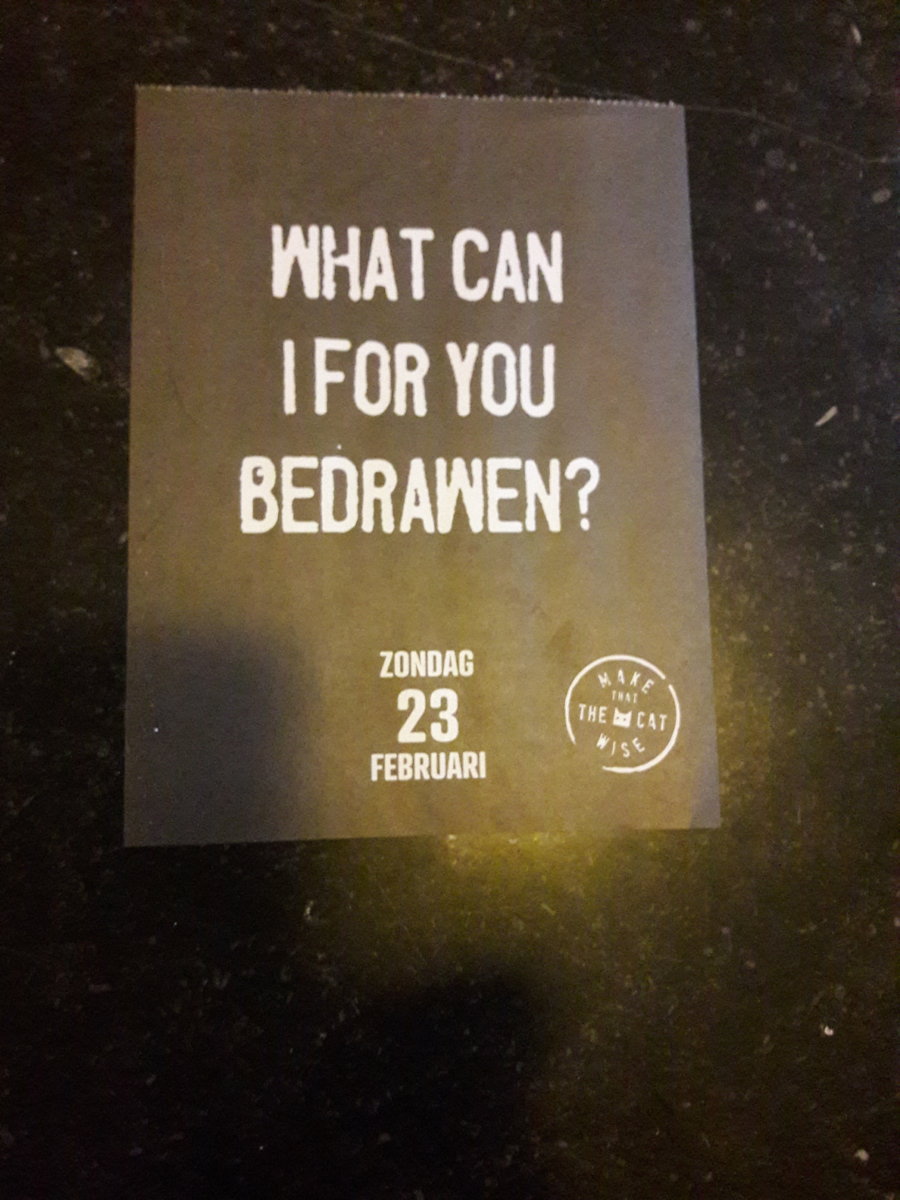 WHAT CAN
I FOR YOU
BEDRAWEN?
ZONDAG
23
FEBRUARI
MAKE
THAT
THE CAT
WISE